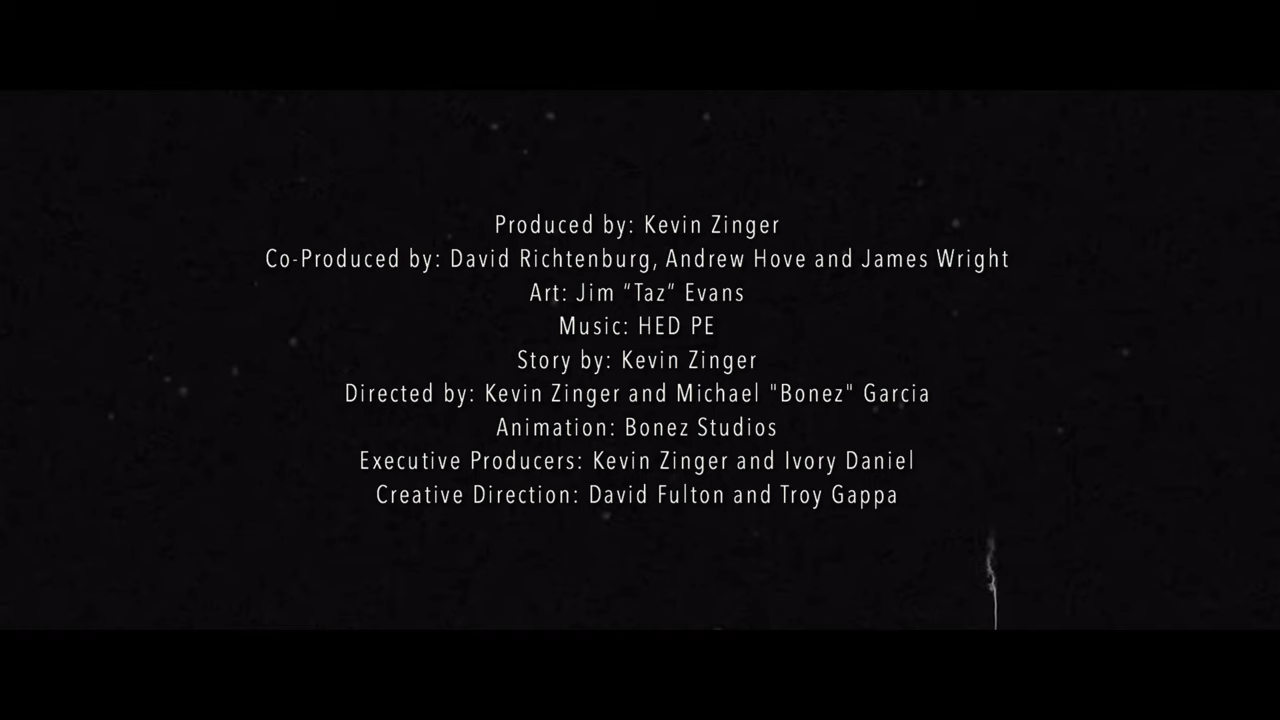 Produced by: Kevin Zinger
Co-Produced by: David Richtenburg, Andrew Hove and James Wright
Art: Jim “Taz” Evans
Music: HED PE
Story by: Kevin Zinger
Directed by: Kevin Zinger and Michael "Bonez" Garcia
Animation: Bonez Studios
Executive Producers: Kevin Zinger and Ivory Daniel
Creative Direction: David Fulton and Troy Gappa